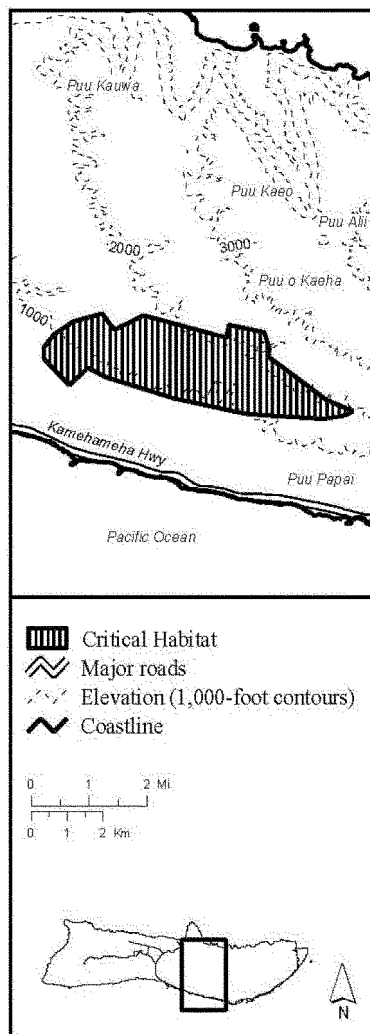 Puu Kauwa
Puu Kaeo
Puu Alii
2000
3000
Puu o Kaeha
1000
Kamehameha Hwy
Puu Papai
Pacific Ocean
Critical Habitat
Major roads
Elevation (1,000-foot contours)
Coastline
0 1 2 Mi
0 1 2 Km
N